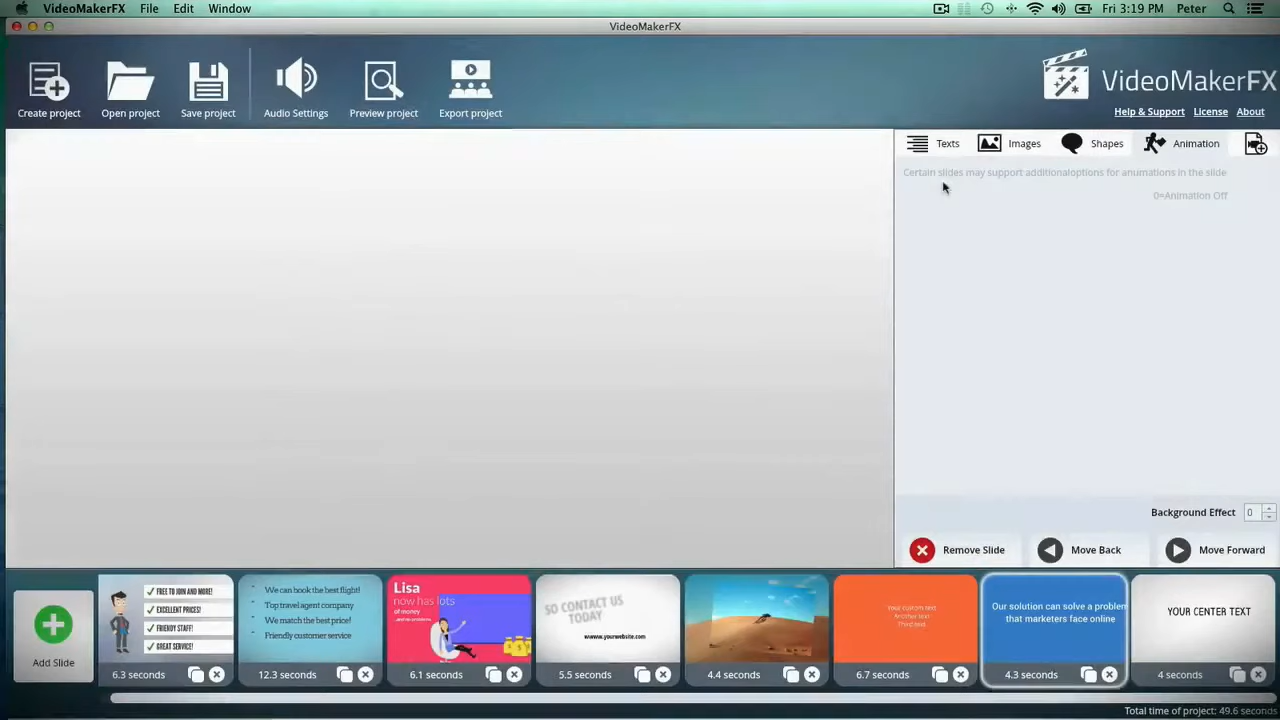 VideoMakerFX File Edit Window Fri 3:19 PM Peter
VideoMakerFX
Create project Open project Save project Audio Settings Preview project Export project
VideoMakerFX
Help & Support License About
Texts Images Shapes Animation
Certain slides may support additionaloptions for anumations in the slide
0=Animation Off
Background Effect 0
Remove Slide Move Back Move Forward
Add Slide
FREE TO JOIN AND MORE!
EXCELLENT PRICES!
FRIENDY STAFF!
GREAT SERVICE!
6.3 seconds
- We can book the best flight!
- Top travel agent company
- We match the best price!
- Friendly customer service
12.3 seconds
Lisa
now has lots
of money
6.1 seconds
SO CONTACT US
TODAY
www.yourwebsite.com
5.5 seconds
4.4 seconds
Your custom text
Another text
Third text
6.7 seconds
Our solution can solve a problem
that marketers face online
4.3 seconds
YOUR CENTER TEXT
4 seconds
Total time of project: 49.6 seconds